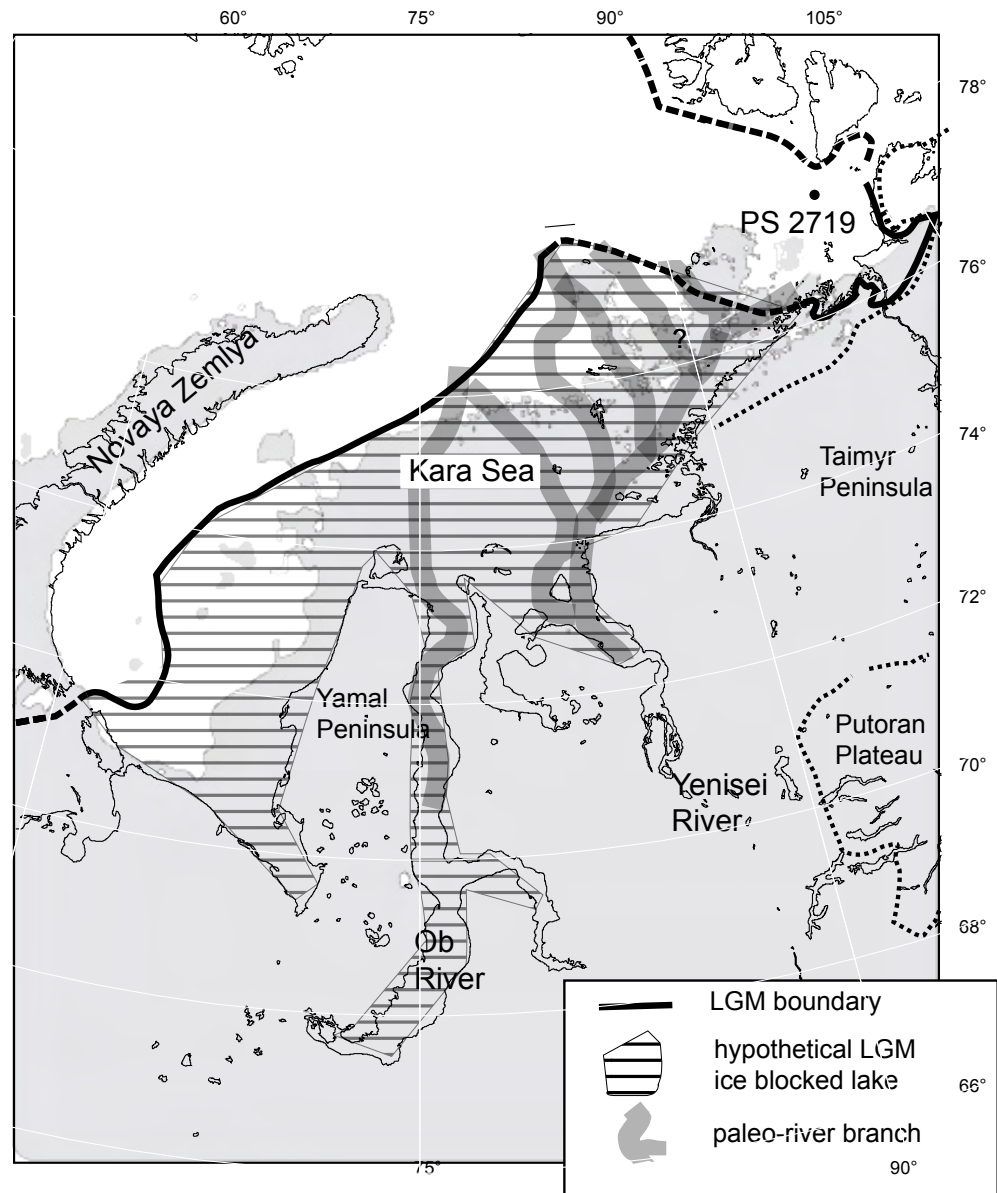 60°
75°
90°
105°
78°
PS 2719
76°
Novaya Zemlya
?
74°
Kara Sea
Taimyr
Peninsula
72°
Yamal
Peninsula
Putoran
Plateau
70°
Yenisei
River
68°
Ob
River
LGM boundary
hypothetical LGM
ice blocked lake
66°
paleo-river branch
75°
90°